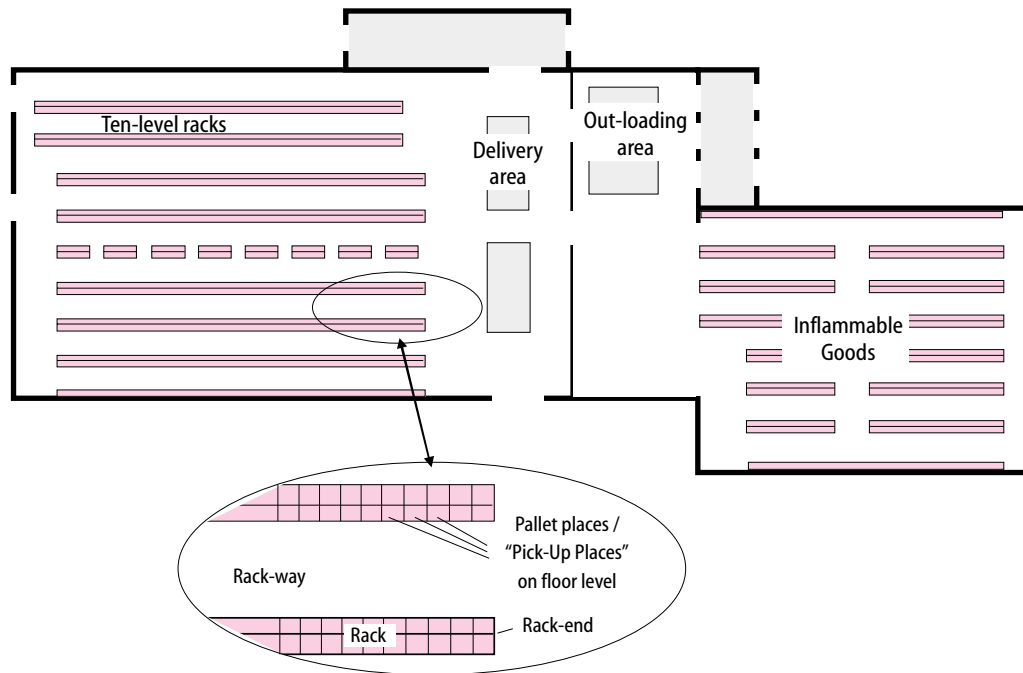 Ten-level racks
Delivery
area
Out-loading
area
Inflammable
Goods
Pallet places /
“Pick-Up Places”
on floor level
Rack-way
Rack
Rack-end